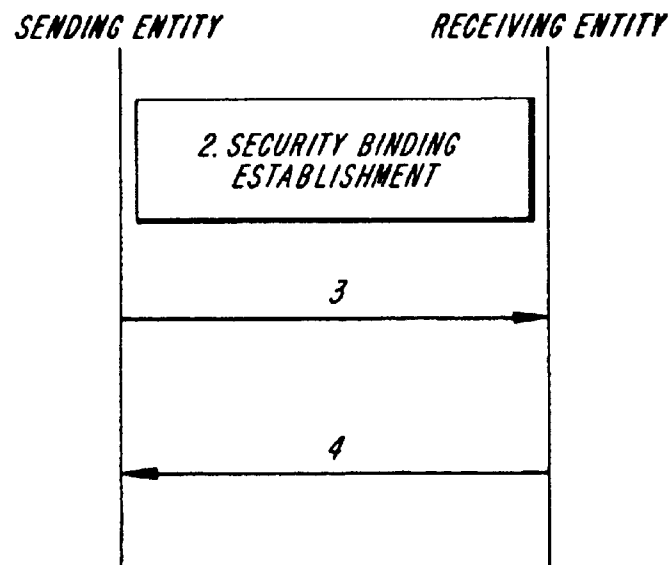 SENDING ENTITY
RECEIVING ENTITY
2. SECURITY BINDING
ESTABLISHMENT
3
4